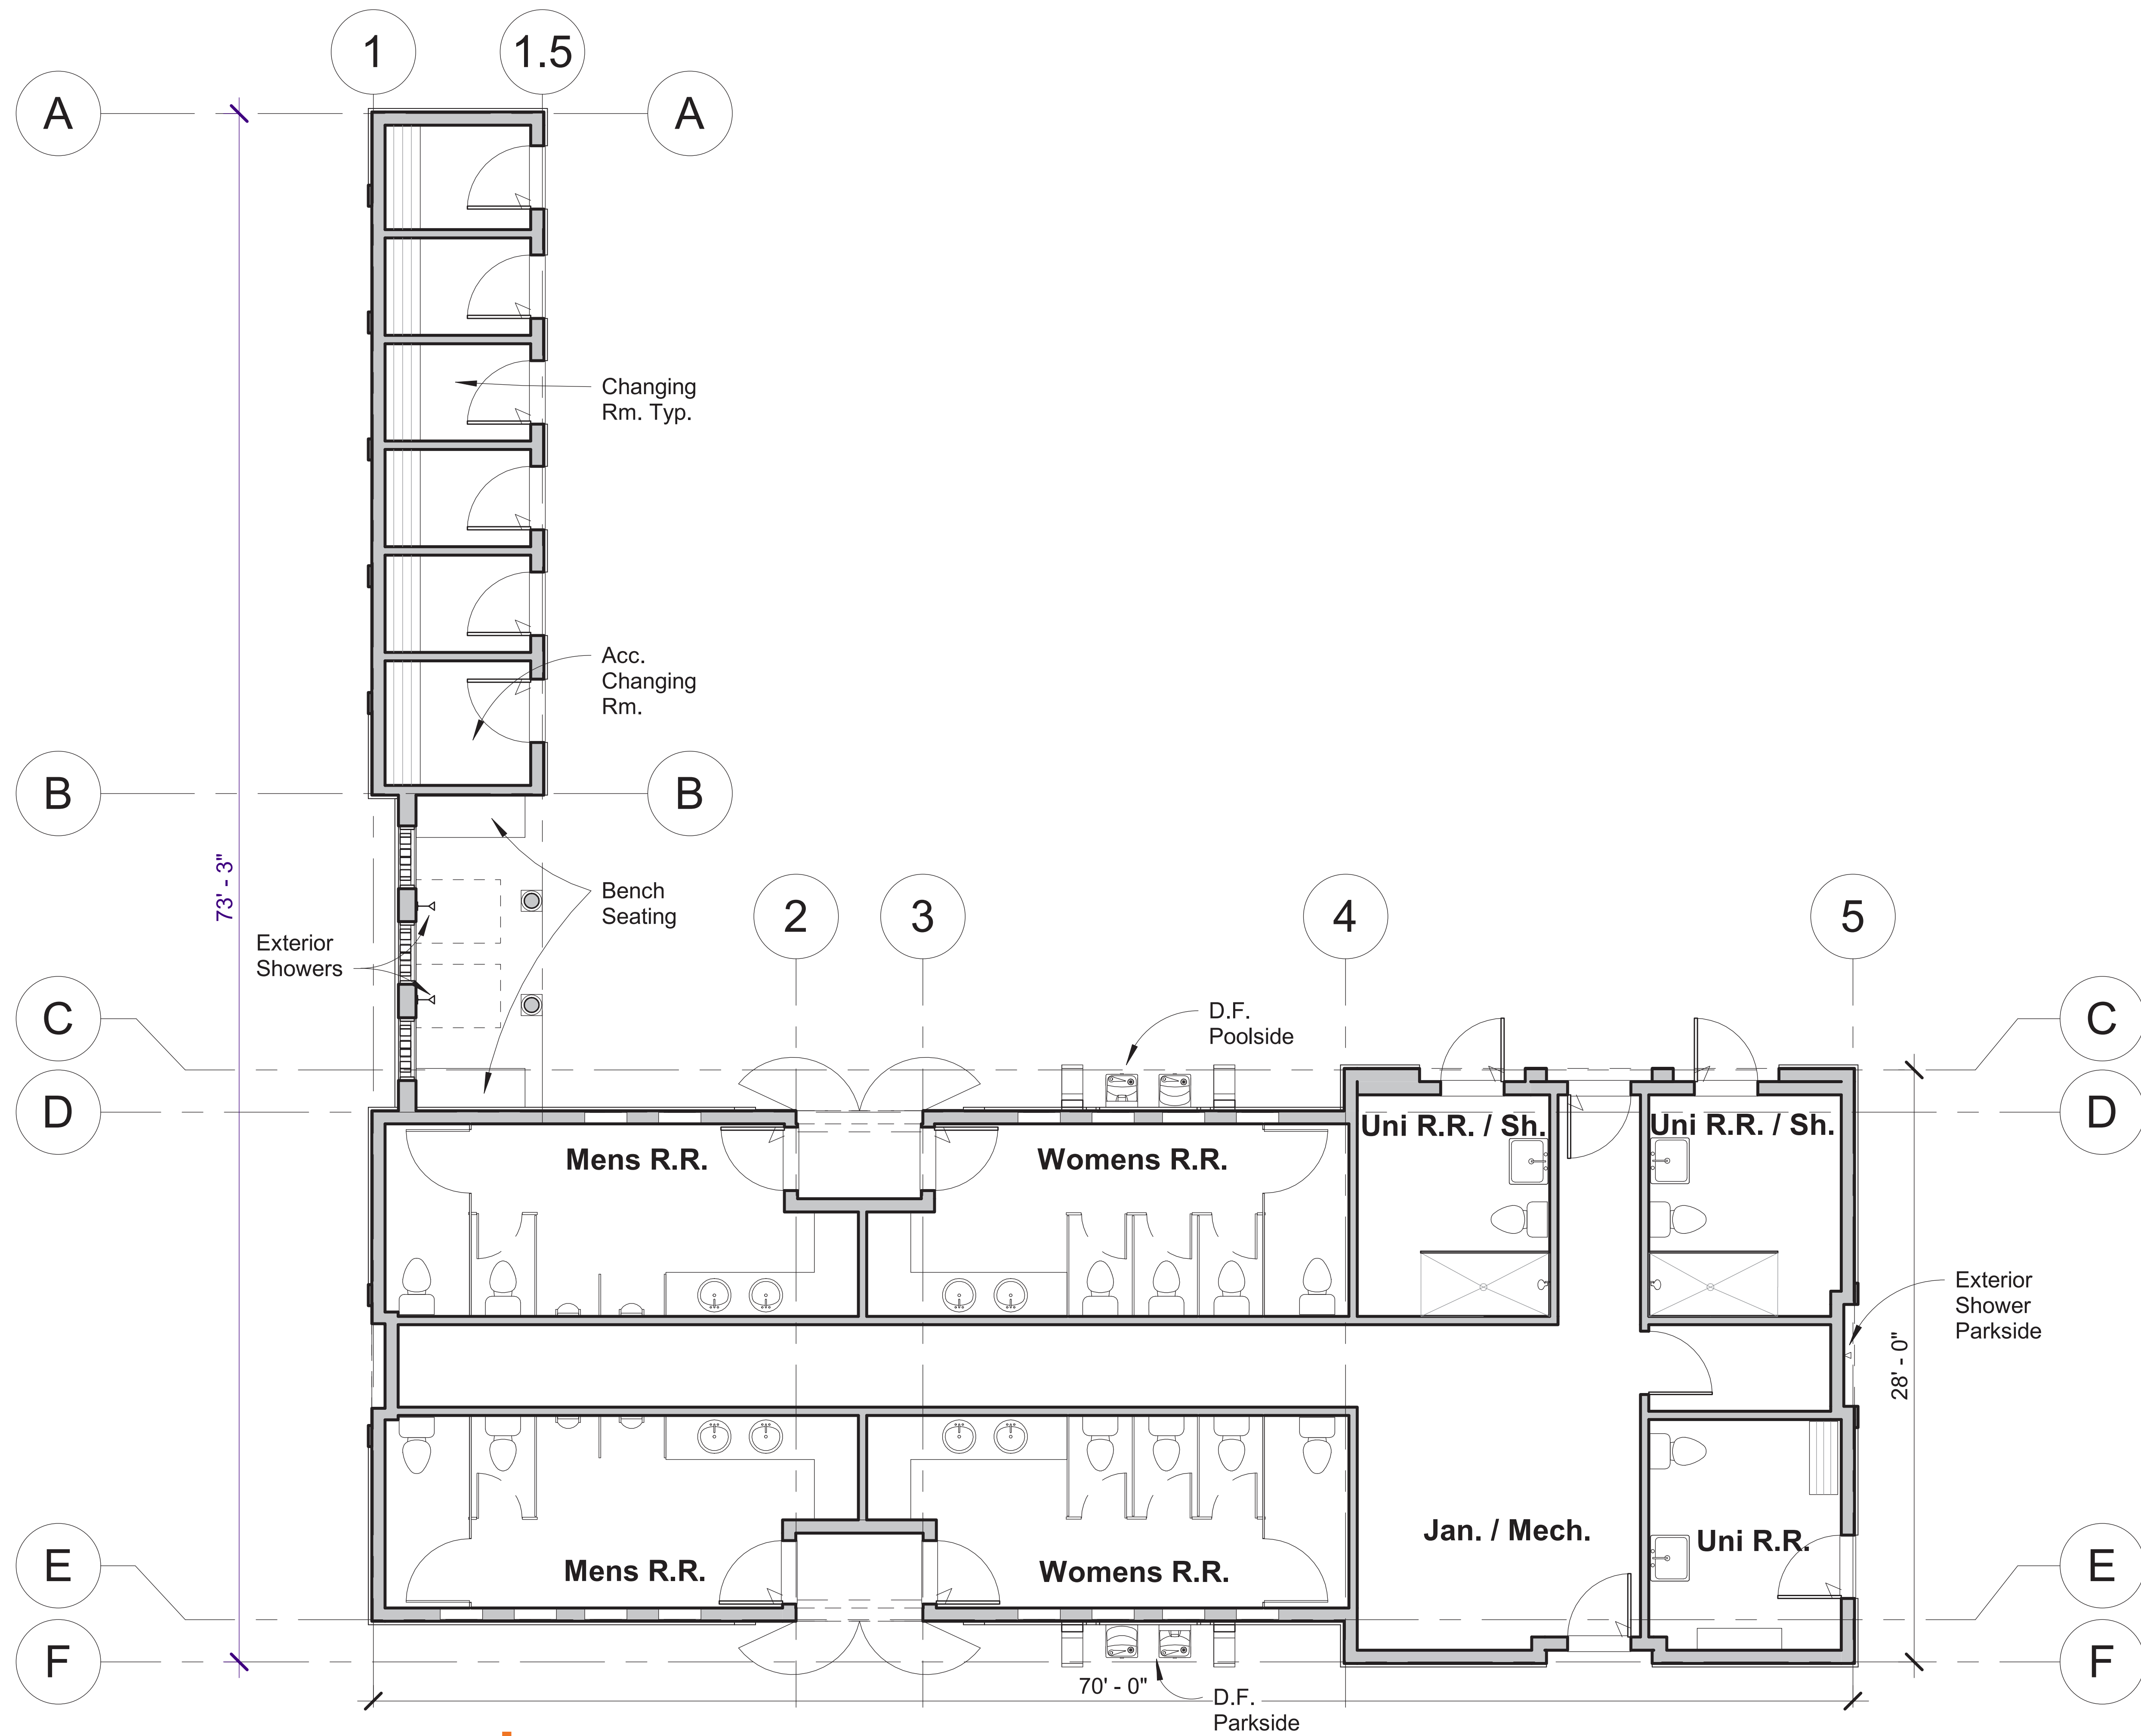 1
1.5
A
A
Changing
Rm. Typ.
Acc.
Changing
Rm.
B
B
73' - 3"
Bench
Seating
2
3
4
5
Exterior
Showers
C
D.F.
Poolside
C
D
D
Mens R.R.
Womens R.R.
Uni R.R. / Sh.
Uni R.R. / Sh.
Exterior
Shower
Parkside
28' - 0"
Jan. / Mech.
Uni R.R.
E
Mens R.R.
Womens R.R.
E
F
F
70' - 0"
D.F.
Parkside